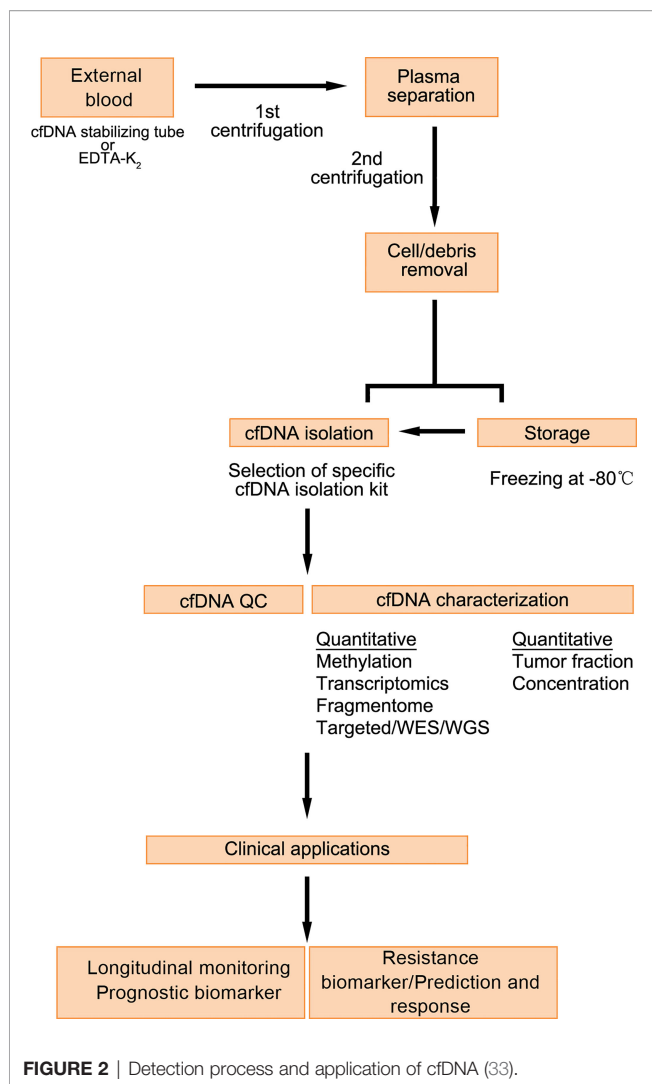 External
blood
cfDNA stabilizing tube
or
EDTA-K₂
1st
centrifugation
Plasma
separation
2nd
centrifugation
Cell/debris
removal
cfDNA isolation
Storage
Selection of specific
cfDNA isolation kit
Freezing at -80℃
cfDNA QC
cfDNA characterization
Quantitative
Methylation
Transcriptomics
Fragmentome
Targeted/WES/WGS
Quantitative
Tumor fraction
Concentration
Clinical applications
Longitudinal monitoring
Prognostic biomarker
Resistance
biomarker/Prediction and
response
FIGURE 2 | Detection process and application of cfDNA (33).